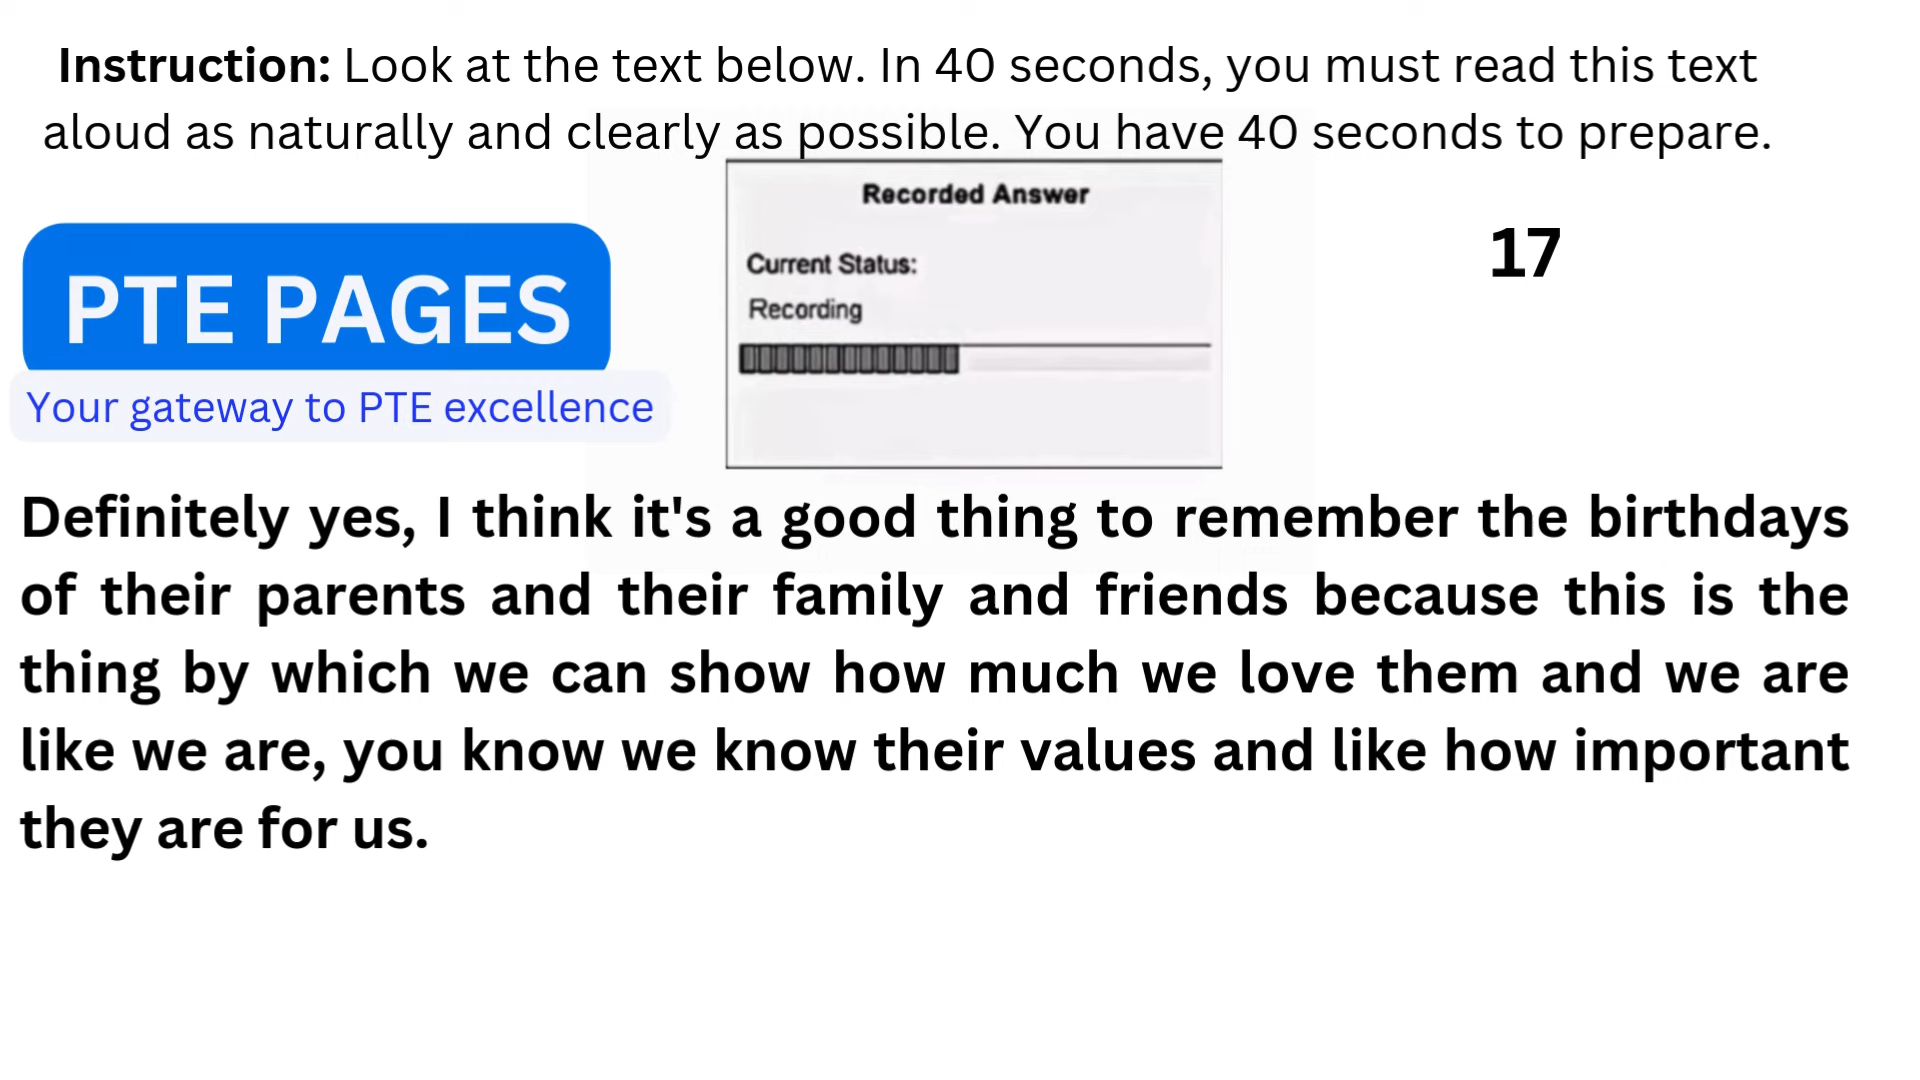 Instruction: Look at the text below. In 40 seconds, you must read this text
aloud as naturally and clearly as possible. You have 40 seconds to prepare.
Recorded Answer
17
Current Status:
PTE PAGES
Recording
Your gateway to PTE excellence
Definitely yes, I think it's a good thing to remember the birthdays
of their parents and their family and friends because this is the
thing by which we can show how much we love them and we are
like we are, you know we know their values and like how important
they are for us.